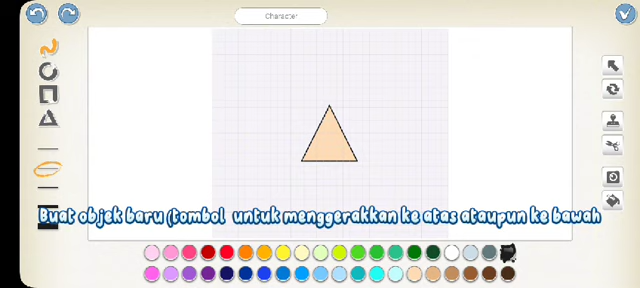 Character
Buat objek baru (tombol untuk menggerakkan ke atas ataupun ke bawah